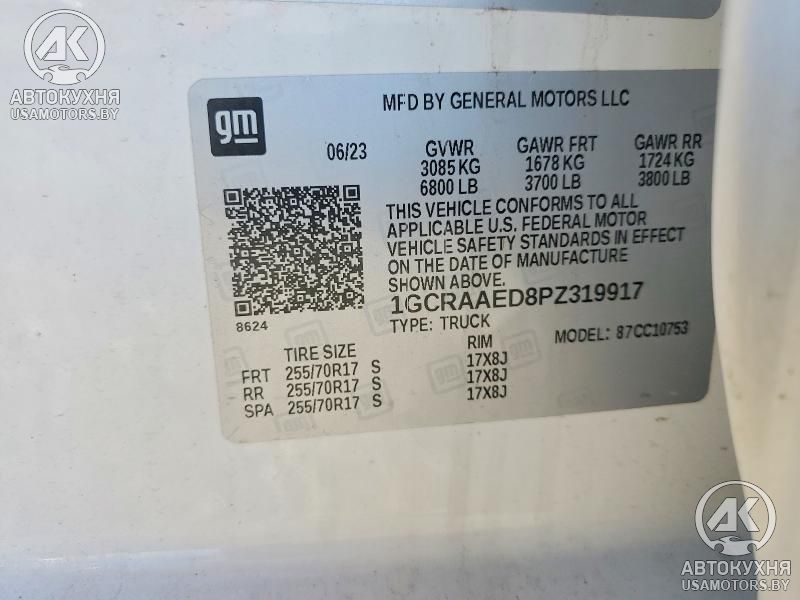 АК
АВТОКУХНЯ
USAMOTORS.BY
gm
MFD BY GENERAL MOTORS LLC
06/23
GVWR
3085 KG
6800 LB
GAWR FRT
1678 KG
3700 LB
GAWR RR
1724 KG
3800 LB
THIS VEHICLE CONFORMS TO ALL
APPLICABLE U.S. FEDERAL MOTOR
VEHICLE SAFETY STANDARDS IN EFFECT
ON THE DATE OF MANUFACTURE
SHOWN ABOVE.
1GCRAAED8PZ319917
TYPE: TRUCK
MODEL: 87CC10753
8624
TIRE SIZE RIM
FRT 255/70R17 S 17X8J
RR 255/70R17 S 17X8J
SPA 255/70R17 S 17X8J
АК
АВТОКУХНЯ
USAMOTORS.BY